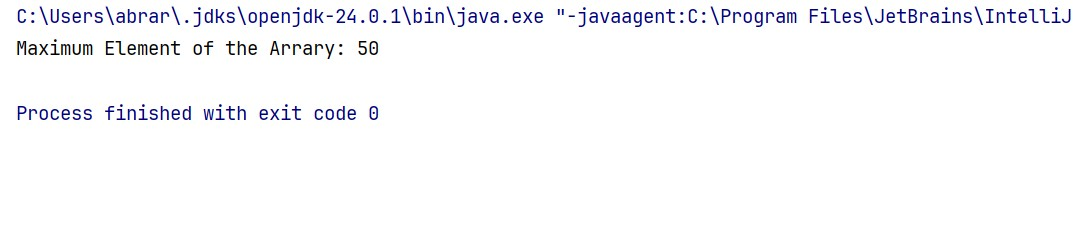 C:\Users\abrar\.jdks\openjdk-24.0.1\bin\java.exe "-javaagent:C:\Program Files\JetBrains\IntelliJ
Maximum Element of the Arrary: 50
Process finished with exit code 0